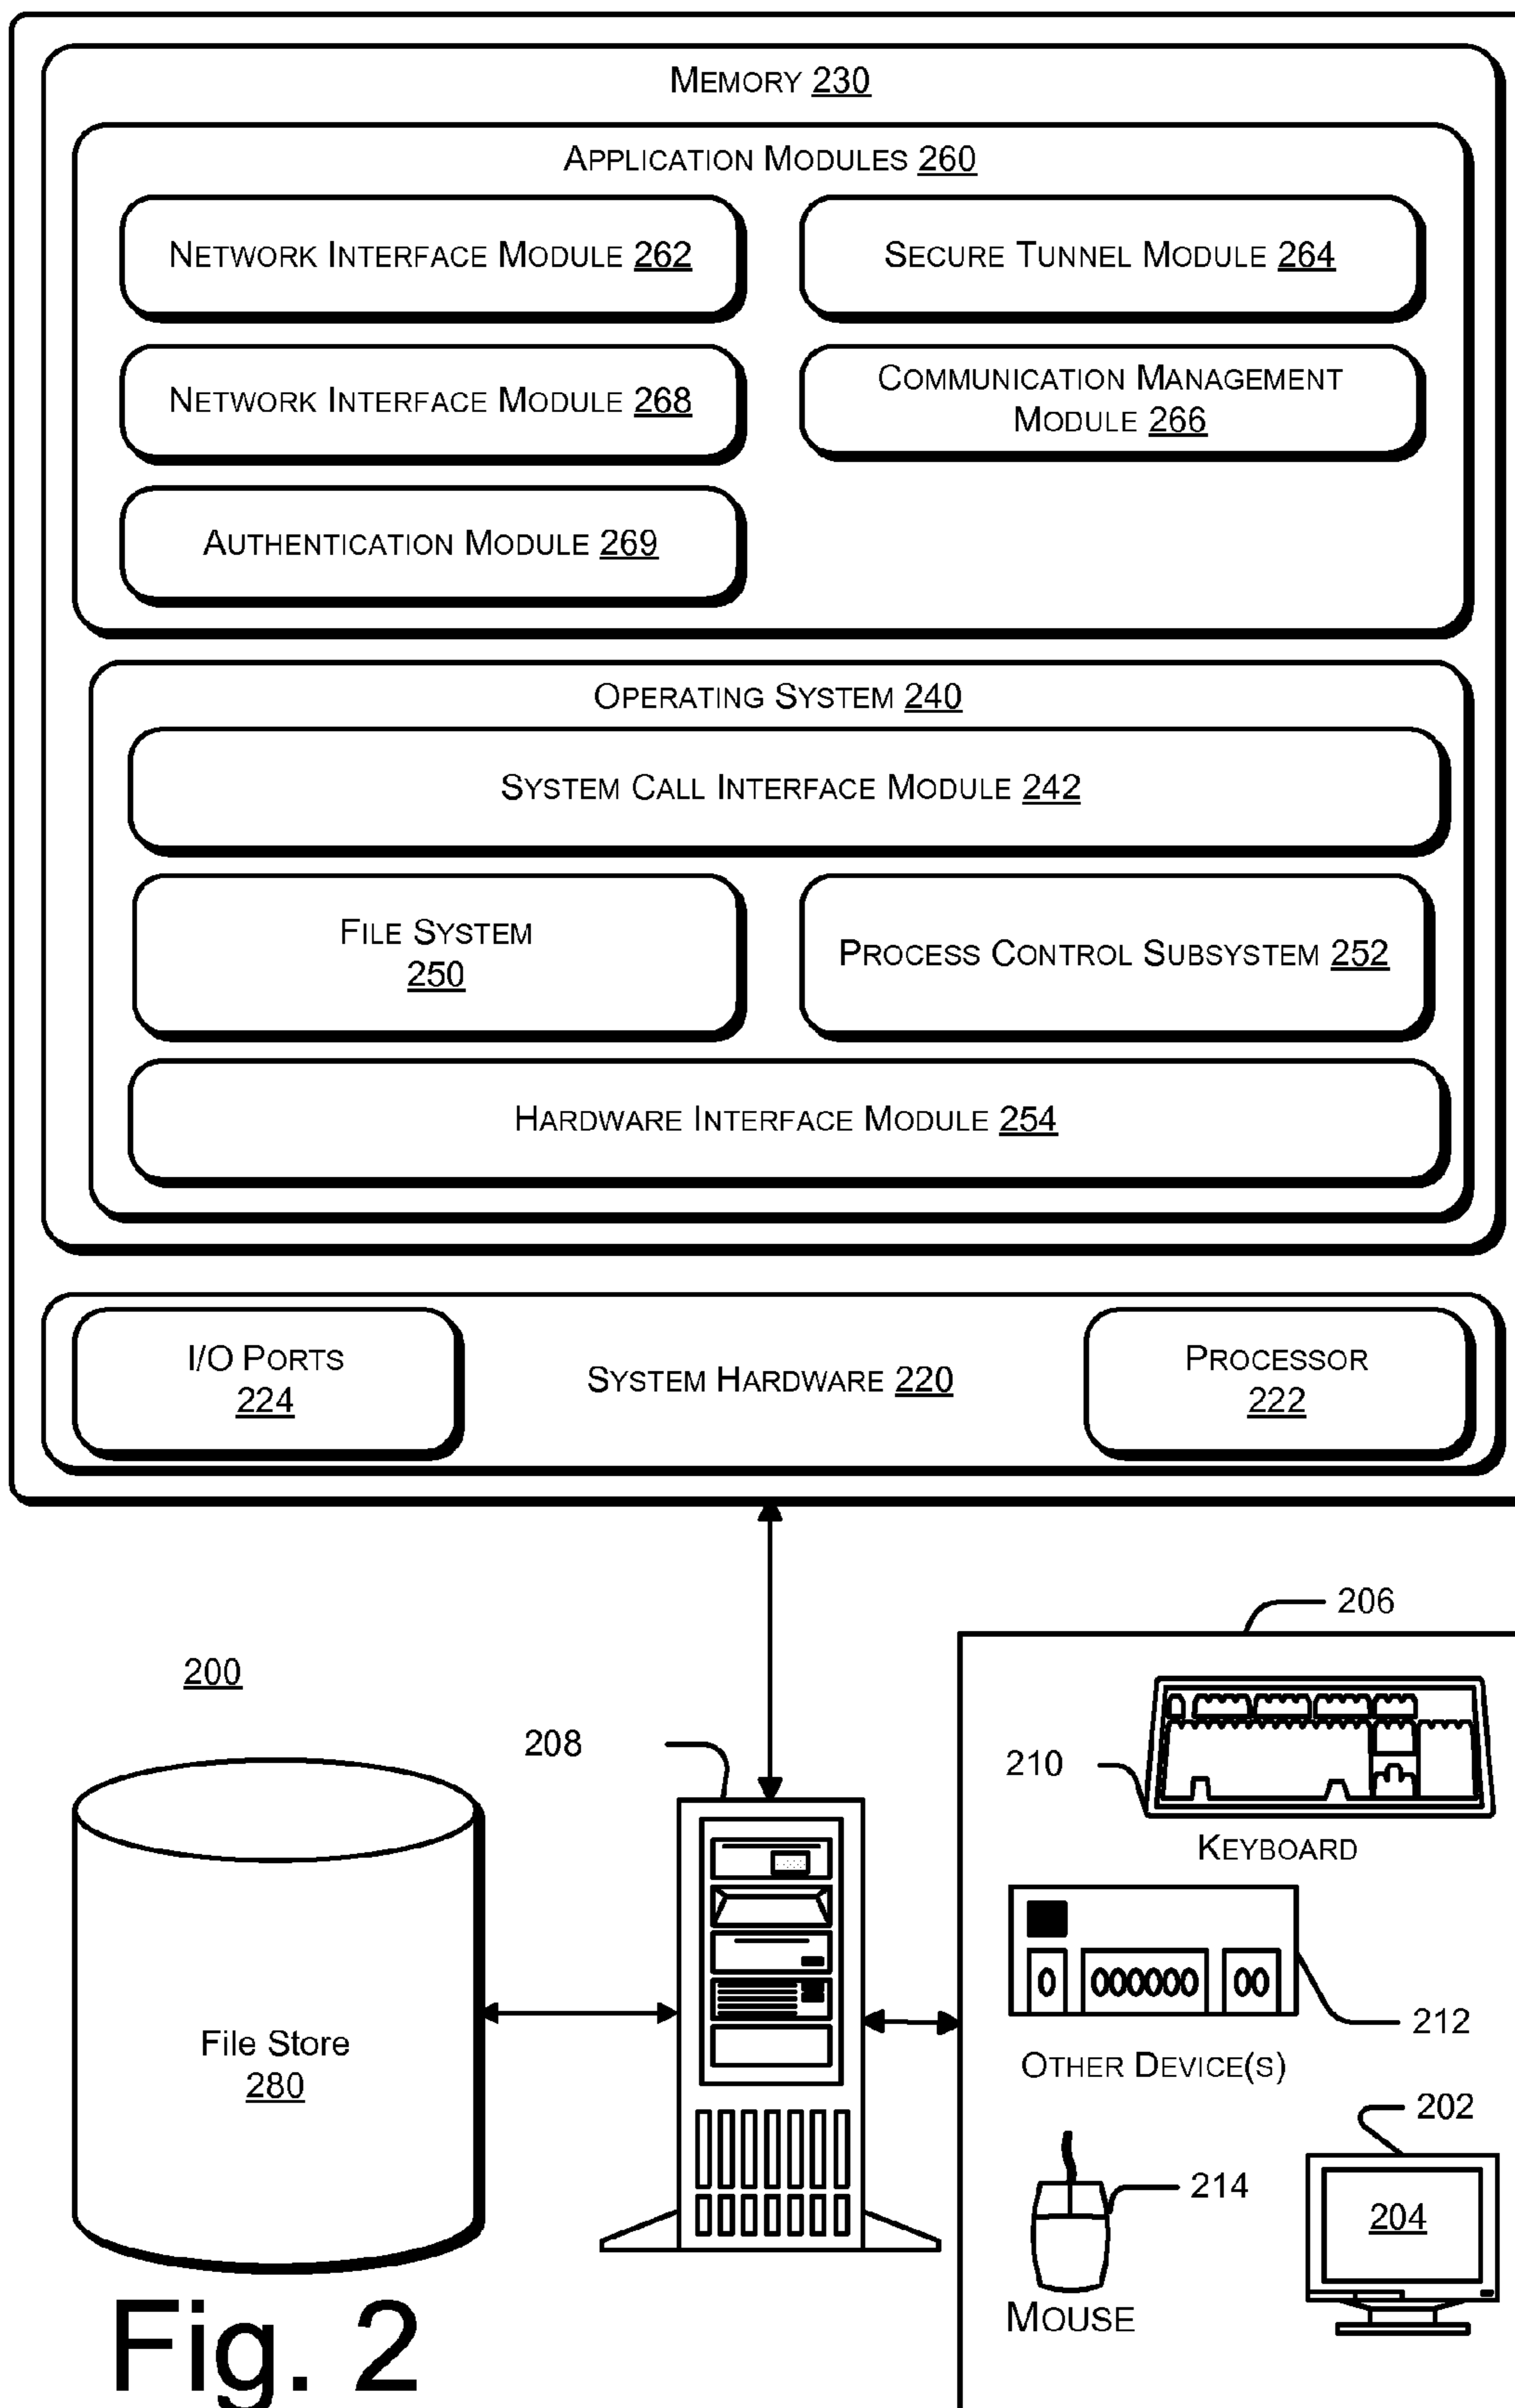 MEMORY 230
APPLICATION MODULES 260
NETWORK INTERFACE MODULE 262
SECURE TUNNEL MODULE 264
NETWORK INTERFACE MODULE 268
COMMUNICATION MANAGEMENT
MODULE 266
AUTHENTICATION MODULE 269
OPERATING SYSTEM 240
SYSTEM CALL INTERFACE MODULE 242
FILE SYSTEM
250
PROCESS CONTROL SUBSYSTEM 252
HARDWARE INTERFACE MODULE 254
I/O PORTS
224
SYSTEM HARDWARE 220
PROCESSOR
222
206
200
208
210
KEYBOARD
212
OTHER DEVICE(S)
File Store
280
202
214
204
MOUSE
Fig. 2